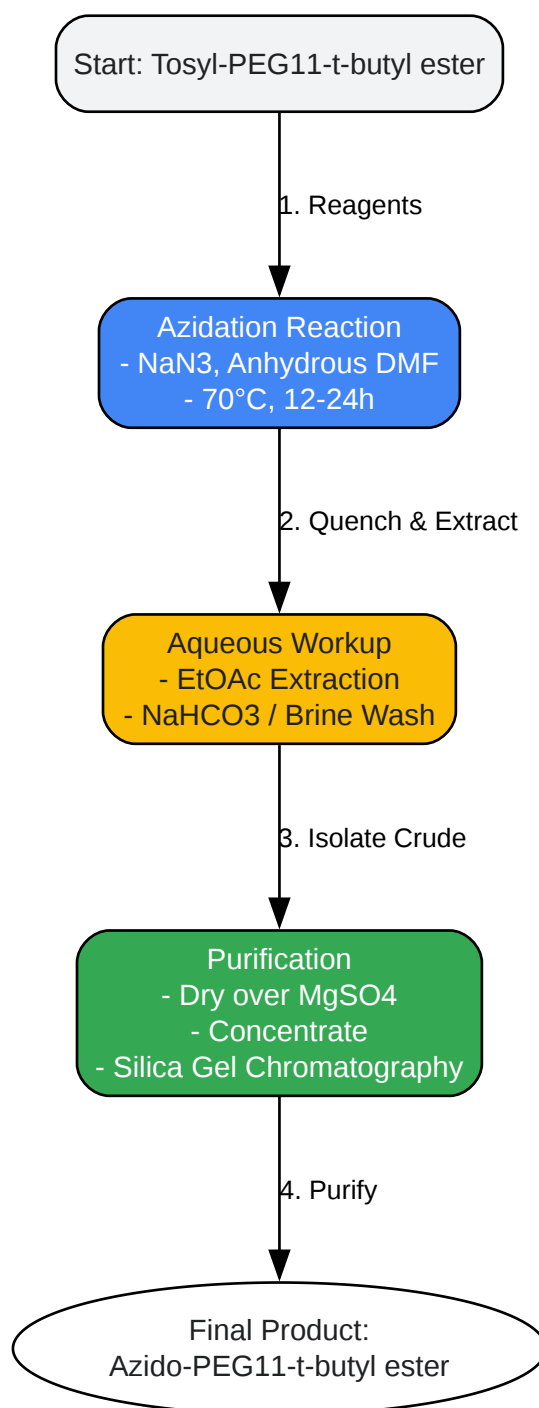 Start: Tosyl-PEG11-t-butyl ester
1. Reagents
Azidation Reaction
- NaN3, Anhydrous DMF
- 70°C, 12-24h
2. Quench & Extract
Aqueous Workup
- EtOAc Extraction
- NaHCO3 / Brine Wash
3. Isolate Crude
Purification
- Dry over MgSO4
- Concentrate
- Silica Gel Chromatography
4. Purify
Final Product:
Azido-PEG11-t-butyl ester